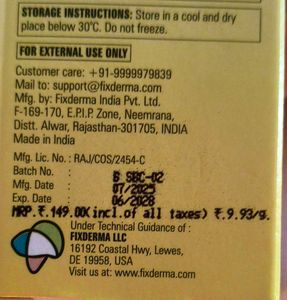 STORAGE INSTRUCTIONS: Store in a cool and dry
place below 30°C. Do not freeze.
FOR EXTERNAL USE ONLY
Customer care: +91-9999979839
Mail to: support@fixderma.com
Mfg. by: Fixderma India Pvt. Ltd.
F-169-170, E.P.I.P. Zone, Neemrana,
Distt. Alwar, Rajasthan-301705, INDIA
Made in India
Mfg. Lic. No.: RAJ/COS/2454-C
Batch No. : G SBC-02
Mfg. Date : 07/2025
Exp. Date : 06/2028
MRP.₹.149.00(incl.of all taxes) ₹.9.93/g.
Under Technical Guidance of :
FIXDERMA LLC
16192 Coastal Hwy, Lewes,
DE 19958, USA
Visit us at: www.fixderma.com